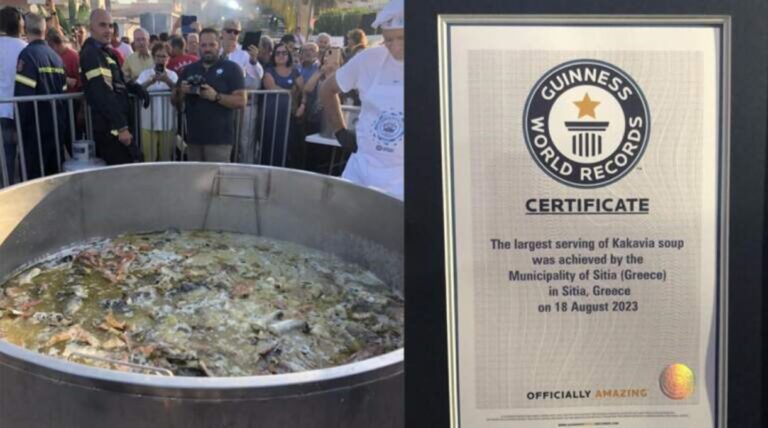 GUINNESS
WORLD RECORDS
™
CERTIFICATE
The largest serving of Kakavia soup
was achieved by the
Municipality of Sitia (Greece)
in Sitia, Greece
on 18 August 2023
OFFICIALLY AMAZING